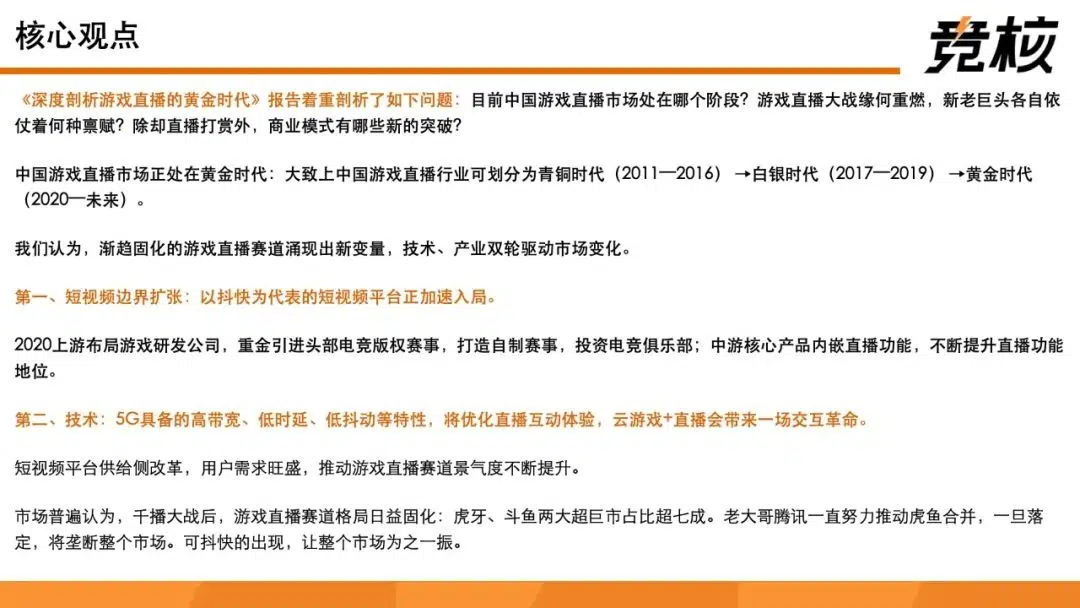 核心观点
竞核
《深度剖析游戏直播的黄金时代》报告着重剖析了如下问题：目前中国游戏直播市场处在哪个阶段？游戏直播大战缘何重燃，新老巨头各自依
仗着何种禀赋？除却直播打赏外，商业模式有哪些新的突破？
中国游戏直播市场正处在黄金时代：大致上中国游戏直播行业可划分为青铜时代（2011—2016）→白银时代（2017—2019）→黄金时代
（2020—未来）。
我们认为，渐趋固化的游戏直播赛道涌现出新变量，技术、产业双轮驱动市场变化。
第一、短视频边界扩张：以抖快为代表的短视频平台正加速入局。
2020上游布局游戏研发公司，重金引进头部电竞版权赛事，打造自制赛事，投资电竞俱乐部；中游核心产品内嵌直播功能，不断提升直播功能
地位。
第二、技术：5G具备的高带宽、低时延、低抖动等特性，将优化直播互动体验，云游戏+直播会带来一场交互革命。
短视频平台供给侧改革，用户需求旺盛，推动游戏直播赛道景气度不断提升。
市场普遍认为，千播大战后，游戏直播赛道格局日益固化：虎牙、斗鱼两大超巨市占比超七成。老大哥腾讯一直努力推动虎鱼合并，一旦落
定，将垄断整个市场。可抖快的出现，让整个市场为之一振。